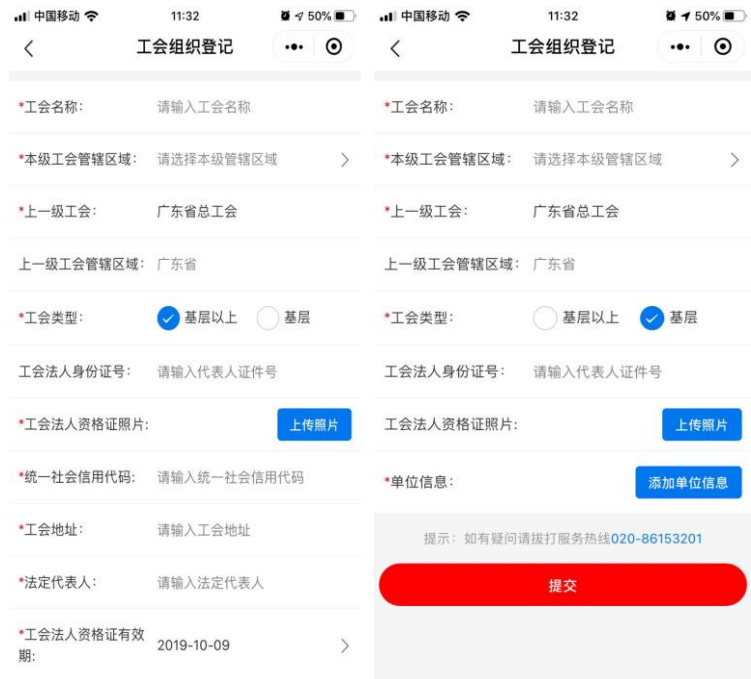 中国移动 11:32 50%
工会组织登记
*工会名称： 请输入工会名称
*本级工会管辖区域： 请选择本级管辖区域
*上一级工会： 广东省总工会
上一级工会管辖区域： 广东省
*工会类型： 基层以上 基层
工会法人身份证号： 请输入代表人证件号
*工会法人资格证照片: 上传照片
*统一社会信用代码: 请输入统一社会信用代码
*工会地址： 请输入工会地址
*法定代表人： 请输入法定代表人
*工会法人资格证有效
期: 2019-10-09
中国移动 11:32 50%
工会组织登记
*工会名称： 请输入工会名称
*本级工会管辖区域： 请选择本级管辖区域
*上一级工会： 广东省总工会
上一级工会管辖区域： 广东省
*工会类型： 基层以上 基层
工会法人身份证号： 请输入代表人证件号
工会法人资格证照片: 上传照片
*单位信息： 添加单位信息
提示：如有疑问请拔打服务热线020-86153201
提交